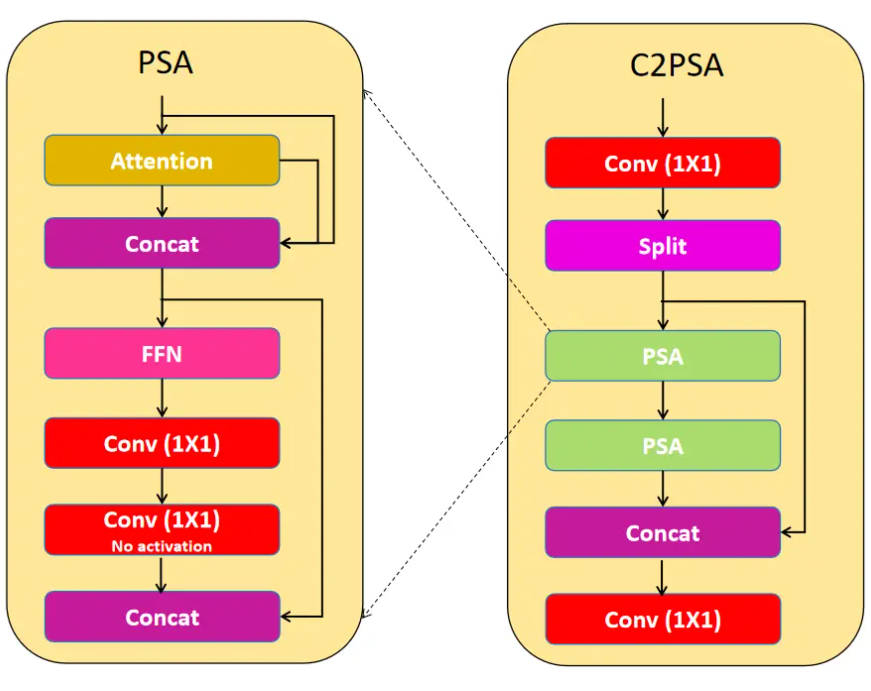 PSA
Attention
Concat
FFN
Conv (1X1)
Conv (1X1)
No activation
Concat
C2PSA
Conv (1X1)
Split
PSA
PSA
Concat
Conv (1X1)